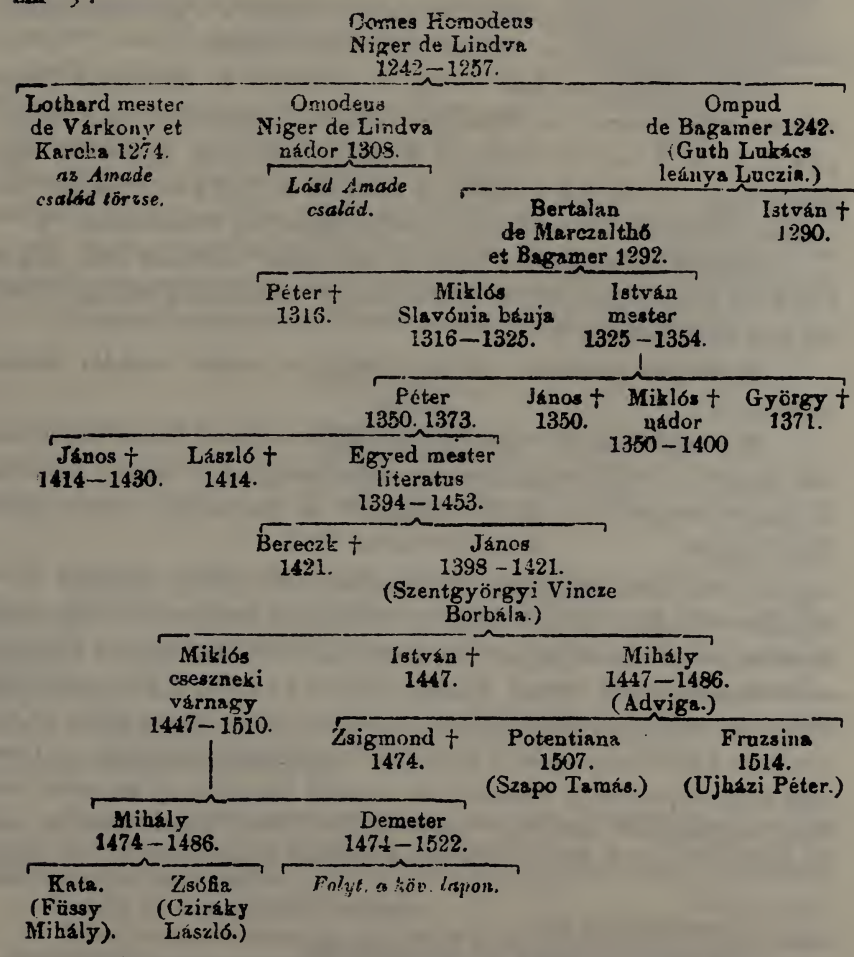 Comes Homodeus
Niger de Lindva
1242—1257.
Lothard mester
de Várkony et
Karcha 1274.
az Amade
család törzse.
Omodeus
Niger de Lindva
nádor 1308.
Lásd Amade
család.
Ompud
de Bagamer 1242.
(Guth Lukács
leánya Luczia.)
Bertalan
de Marczalthő
et Bagamer 1292.
István †
1290.
Péter †
1316.
Miklós
Slavónia bánja
1316—1325.
István
mester
1325–1354.
Péter
1350. 1373.
János †
1350.
Miklós †
nádor
1350–1400
György †
1371.
János †
1414—1430.
László †
1414.
Egyed mester
literatus
1394–1453.
Bereczk †
1421.
János
1398–1421.
(Szentgyörgyi Vincze
Borbála.)
Miklós
cseszneki
várnagy
1447–1510.
István †
1447.
Mihály
1447—1486.
(Adviga.)
Zsigmond †
1474.
Potentiana
1507.
(Szapo Tamás.)
Fruzsina
1514.
(Ujházi Péter.)
Mihály
1474–1486.
Demeter
1474—1522.
Kata.
(Füssy
Mihály).
Zsófia
(Cziráky
László.)
Folyt. a köv. lapon.